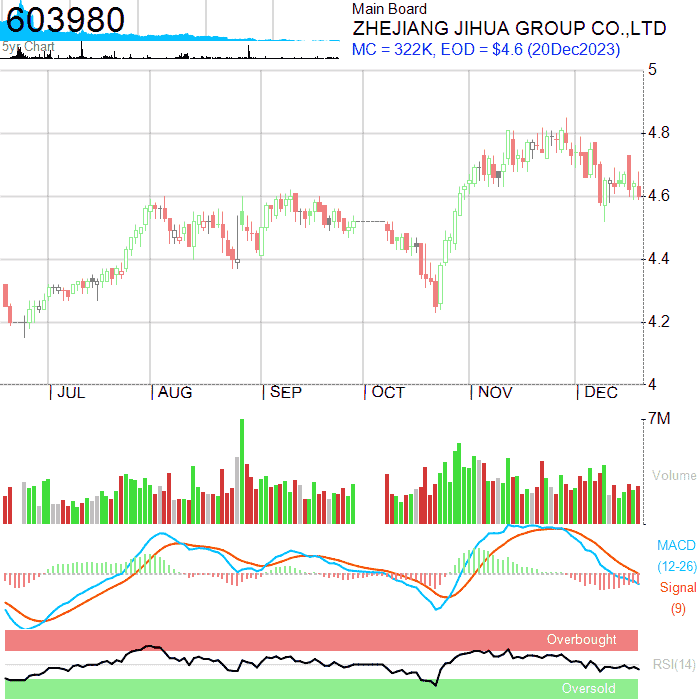 603980
5yr Chart
Main Board
ZHEJIANG JIHUA GROUP CO.,LTD
MC = 322K, EOD = $4.6 (20Dec2023)
5
4.8
4.6
4.4
4.2
4
JUL AUG SEP OCT NOV DEC
7M
Volume
MACD
(12-26)
Signal
(9)
Overbought
RSI(14)
Oversold